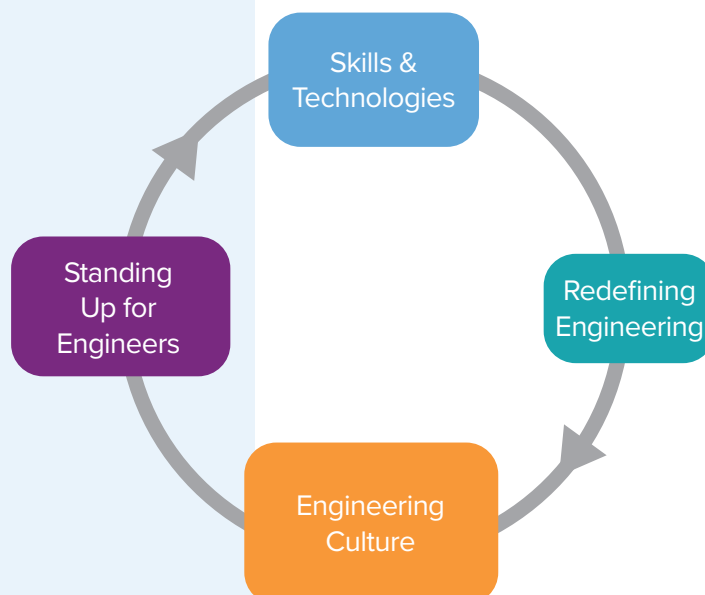 Skills &
Technologies
Standing
Up for
Engineers
Redefining
Engineering
Engineering
Culture